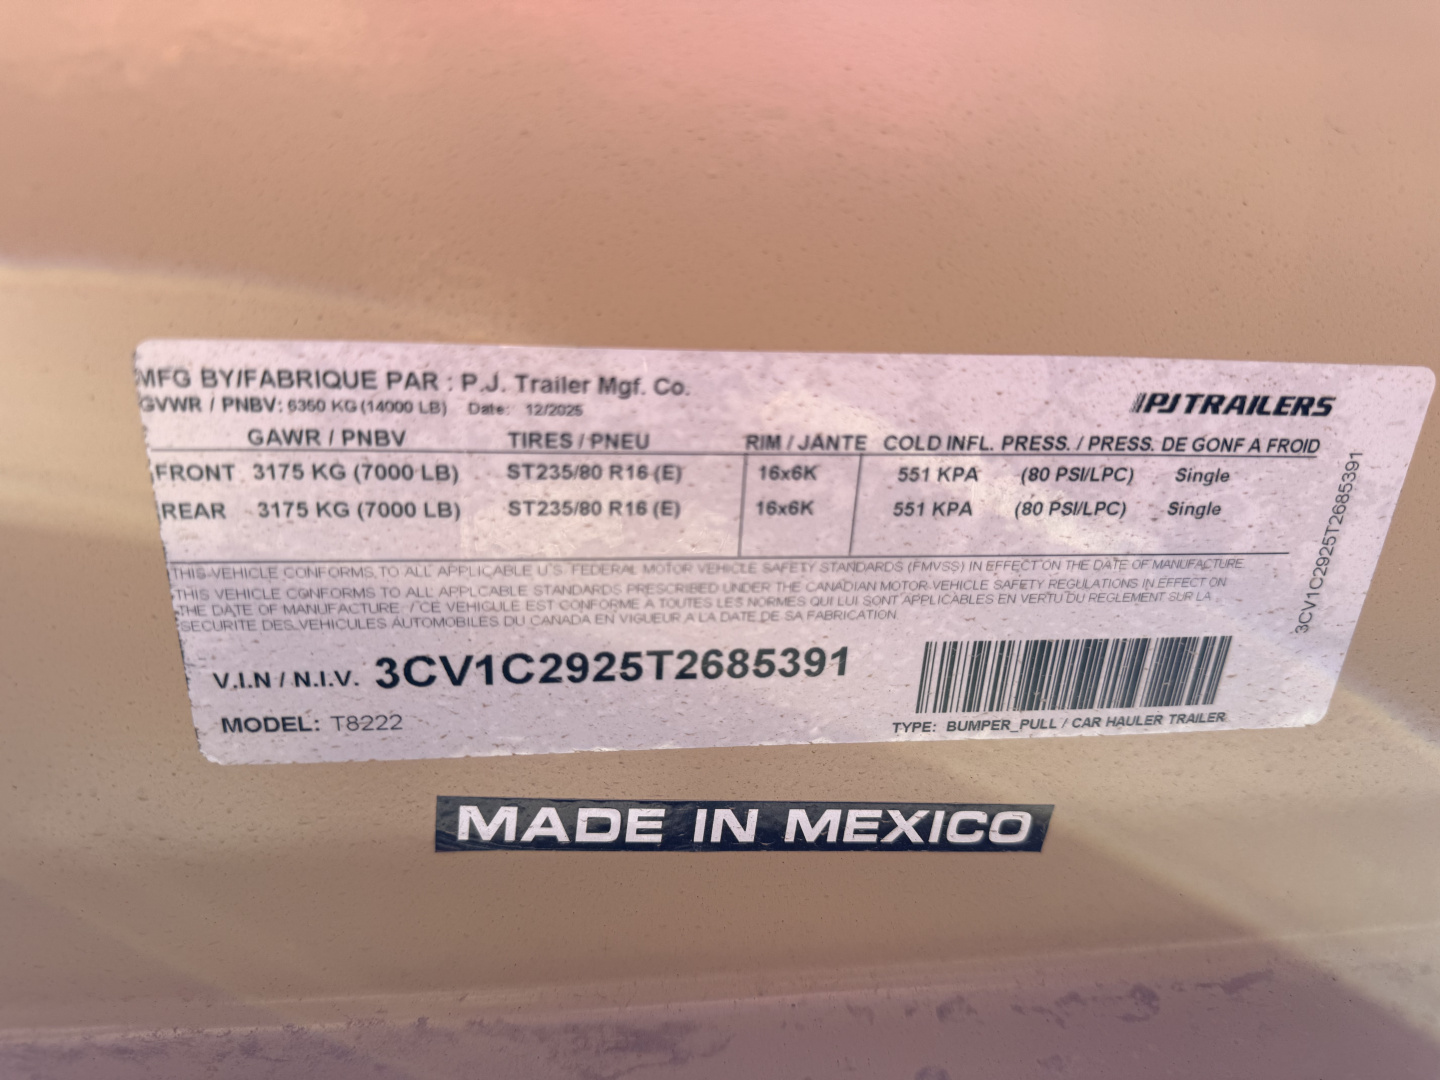 MFG BY/FABRIQUE PAR : P.J. Trailer Mgf. Co.
GVWR / PNBV: 6350 KG (14000 LB) Date: 12/2025
PJ TRAILERS
GAWR / PNBV TIRES / PNEU RIM / JANTE COLD INFL. PRESS. / PRESS. DE GONF A FROID
FRONT 3175 KG (7000 LB) ST235/80 R16 (E) 16x6K 551 KPA (80 PSI/LPC) Single
REAR 3175 KG (7000 LB) ST235/80 R16 (E) 16x6K 551 KPA (80 PSI/LPC) Single
THIS VEHICLE CONFORMS TO ALL APPLICABLE U.S. FEDERAL MOTOR VEHICLE SAFETY STANDARDS (FMVSS) IN EFFECT ON THE DATE OF MANUFACTURE.
THIS VEHICLE CONFORMS TO ALL APPLCABLE STANDARDS PRESCRIBED UNDER THE CANADIAN MOTOR VEHICLE SAFETY REGULATIONS IN EFFECT ON
THE DATE OF MANUFACTURE. / CE VEHICULE EST CONFORME A TOUTES LES NORMES QUI LUI SONT APPLICABLES EN VERTU DU REGLEMENT SUR LA
SECURITE DES VEHICULES AUTOMOBILES DU CANADA EN VIGUEUR A LA DATE DE SA FABRICATION
V.I.N / N.I.V. 3CV1C2925T2685391
MODEL: T8222
TYPE: BUMPER_PULL / CAR HAULER TRAILER
3CV1C2925T2685391
MADE IN MEXICO